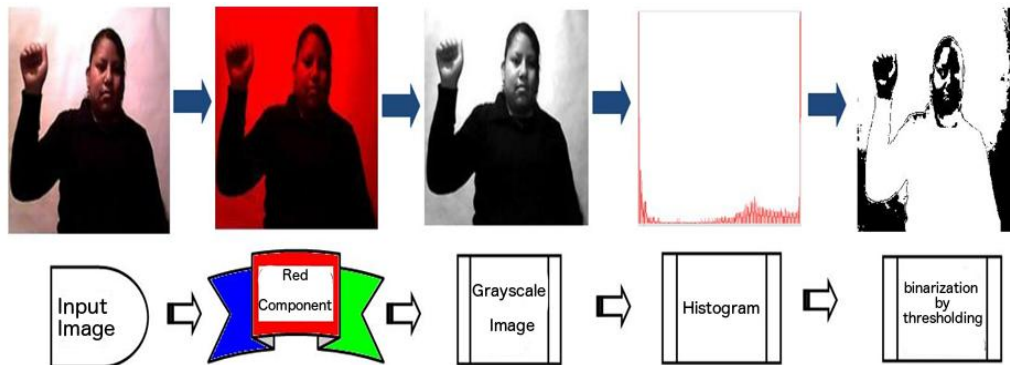 Input
Image
Red
Component
Grayscale
Image
Histogram
binarization
by
thresholding